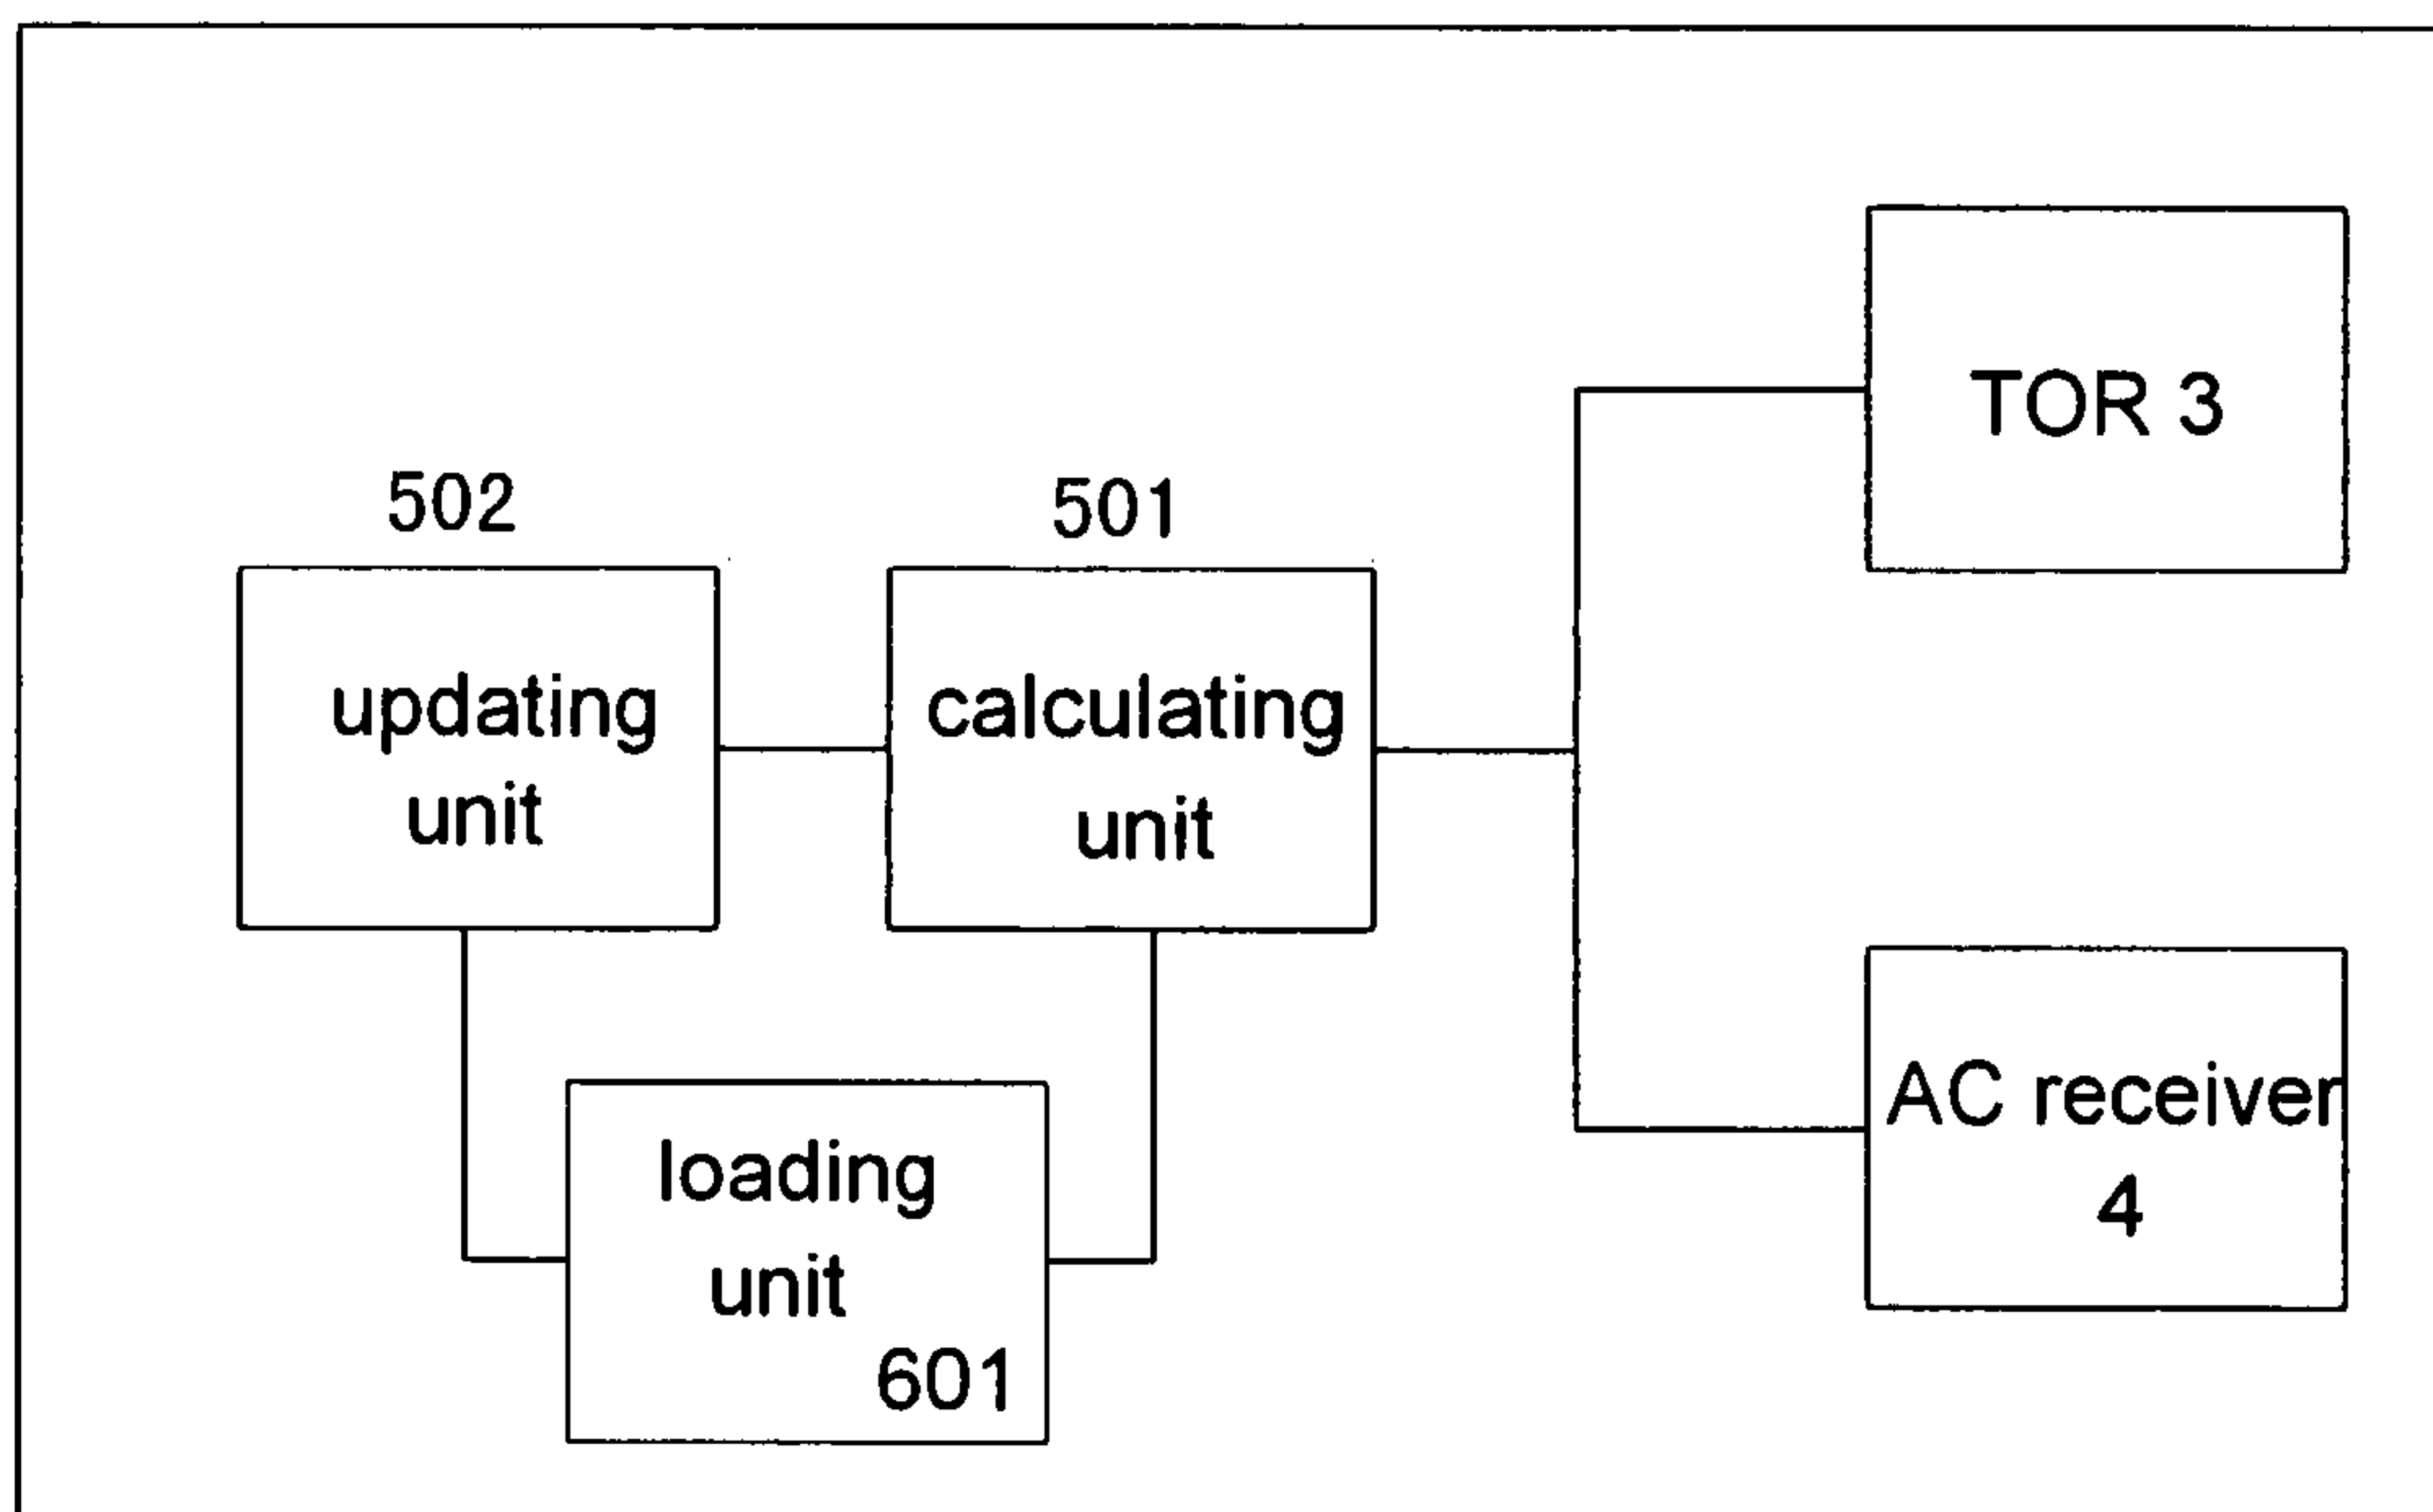 TOR 3
502
501
updating
unit
calculating
unit
AC receiver
4
loading
unit
601